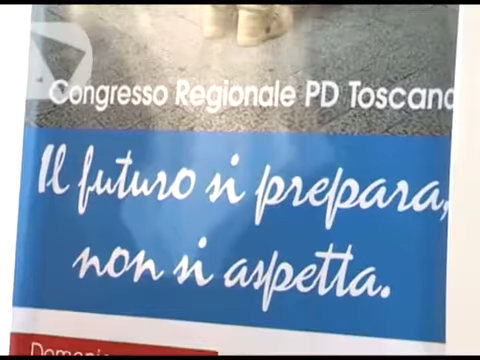 Congresso Regionale PD Toscana
Il futuro si prepara,
non si aspetta.